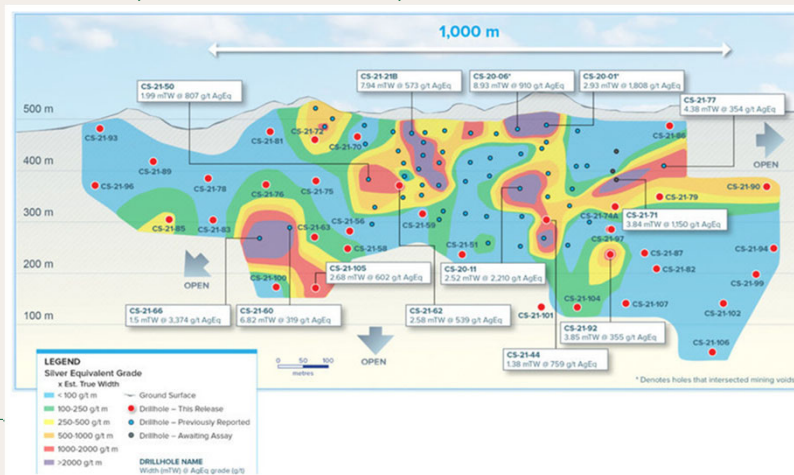 1,000 m
CS-21-50
1.99 mTW @ 807 g/t AgEq
CS-21-21B
7.94 mTW @ 573 g/t AgEq
CS-20-06*
8.93 mTW @ 910 g/t AgEq
CS-20-01*
2.93 mTW @ 1,808 g/t AgEq
CS-21-77
4.38 mTW @ 354 g/t AgEq
500 m
400 m
300 m
200 m
100 m
CS-21-93
CS-21-81
CS-21-72
CS-21-70
CS-21-88
CS-21-89
CS-21-96
CS-21-78
CS-21-76
CS-21-75
CS-21-79
CS-21-90
OPEN
CS-21-85
CS-21-83
CS-21-63
CS-21-56
CS-21-58
CS-21-59
CS-21-51
CS-21-74A
CS-21-71
3.84 mTW @ 1,150 g/t AgEq
CS-21-97
CS-21-87
CS-21-82
CS-21-94
CS-21-99
OPEN
CS-21-100
CS-21-105
2.68 mTW @ 602 g/t AgEq
CS-20-11
2.52 mTW @ 2,210 g/t AgEq
CS-21-104
CS-21-107
CS-21-102
CS-21-101
CS-21-106
CS-21-66
1.5 mTW @ 3,374 g/t AgEq
CS-21-60
6.82 mTW @ 319 g/t AgEq
CS-21-62
2.58 mTW @ 539 g/t AgEq
CS-21-92
3.85 mTW @ 355 g/t AgEq
CS-21-44
1.38 mTW @ 759 g/t AgEq
OPEN
0 50 100
metres
* Denotes holes that intersected mining voids
LEGEND
Silver Equivalent Grade
x Est. True Width
< 100 g/t m
100-250 g/t m
250-500 g/t m
500-1000 g/t m
1000-2000 g/t m
>2000 g/t m
Ground Surface
Drillhole – This Release
Drillhole – Previously Reported
Drillhole – Awaiting Assay
DRILLHOLE NAME
Width (mTW) @ AgEq grade (g/t)